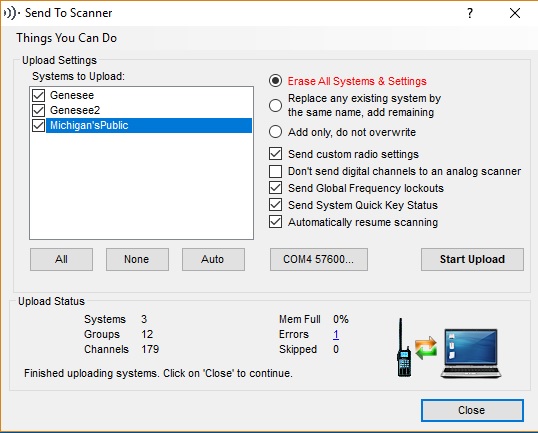 Send To Scanner
?
Things You Can Do
Upload Settings
Systems to Upload:
Genesee
Genesee2
Michigan'sPublic
Erase All Systems & Settings
Replace any existing system by
the same name, add remaining
Add only, do not overwrite
Send custom radio settings
Don't send digital channels to an analog scanner
Send Global Frequency lockouts
Send System Quick Key Status
Automatically resume scanning
All None Auto COM4 57600... Start Upload
Upload Status
Systems 3 Mem Full 0%
Groups 12 Errors 1
Channels 179 Skipped 0
Finished uploading systems. Click on 'Close' to continue.
Close